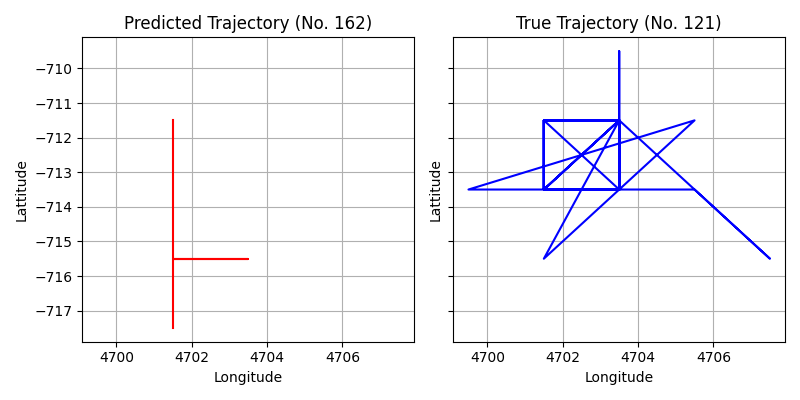 Predicted Trajectory (No. 162)
True Trajectory (No. 121)
−710
−711
−712
−713
−714
−715
−716
−717
Lattitude
Lattitude
4700 4702 4704 4706
4700 4702 4704 4706
Longitude
Longitude